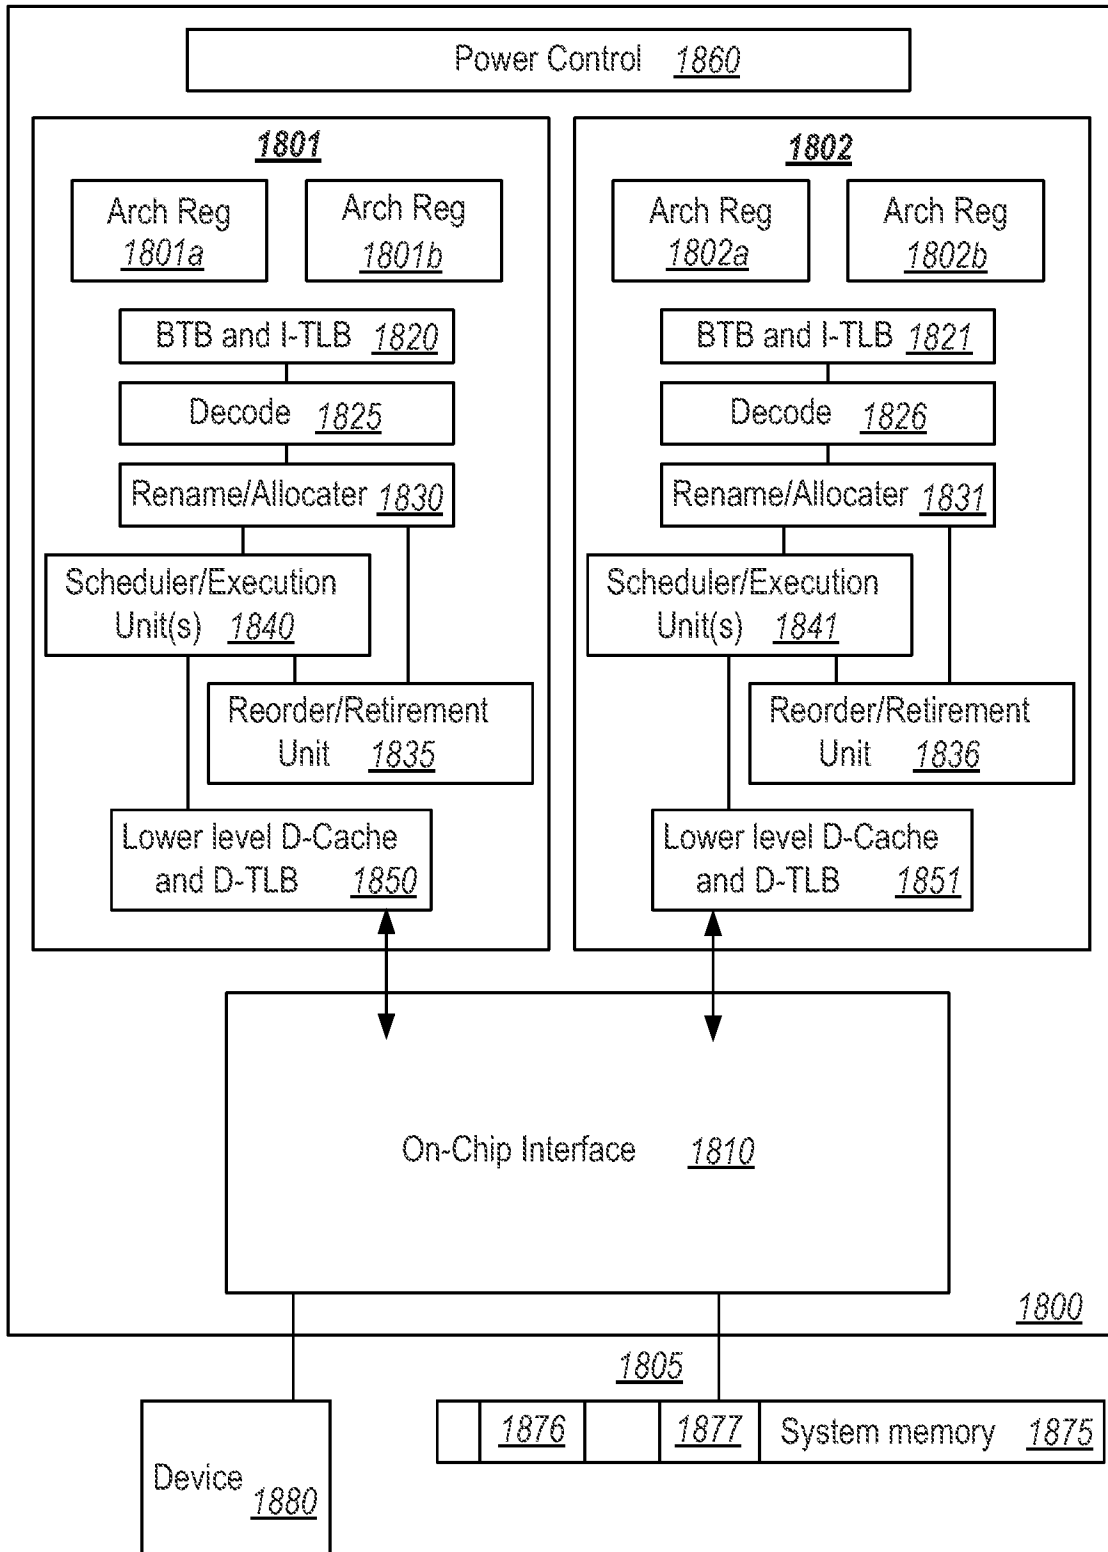 Power Control 1860
1801
Arch Reg
1801a
Arch Reg
1801b
BTB and I-TLB 1820
Decode 1825
Rename/Allocater 1830
Scheduler/Execution
Unit(s) 1840
Reorder/Retirement
Unit 1835
Lower level D-Cache
and D-TLB 1850
1802
Arch Reg
1802a
Arch Reg
1802b
BTB and I-TLB 1821
Decode 1826
Rename/Allocater 1831
Scheduler/Execution
Unit(s) 1841
Reorder/Retirement
Unit 1836
Lower level D-Cache
and D-TLB 1851
On-Chip Interface 1810
1800
1805
1876
1877
System memory 1875
Device 1880